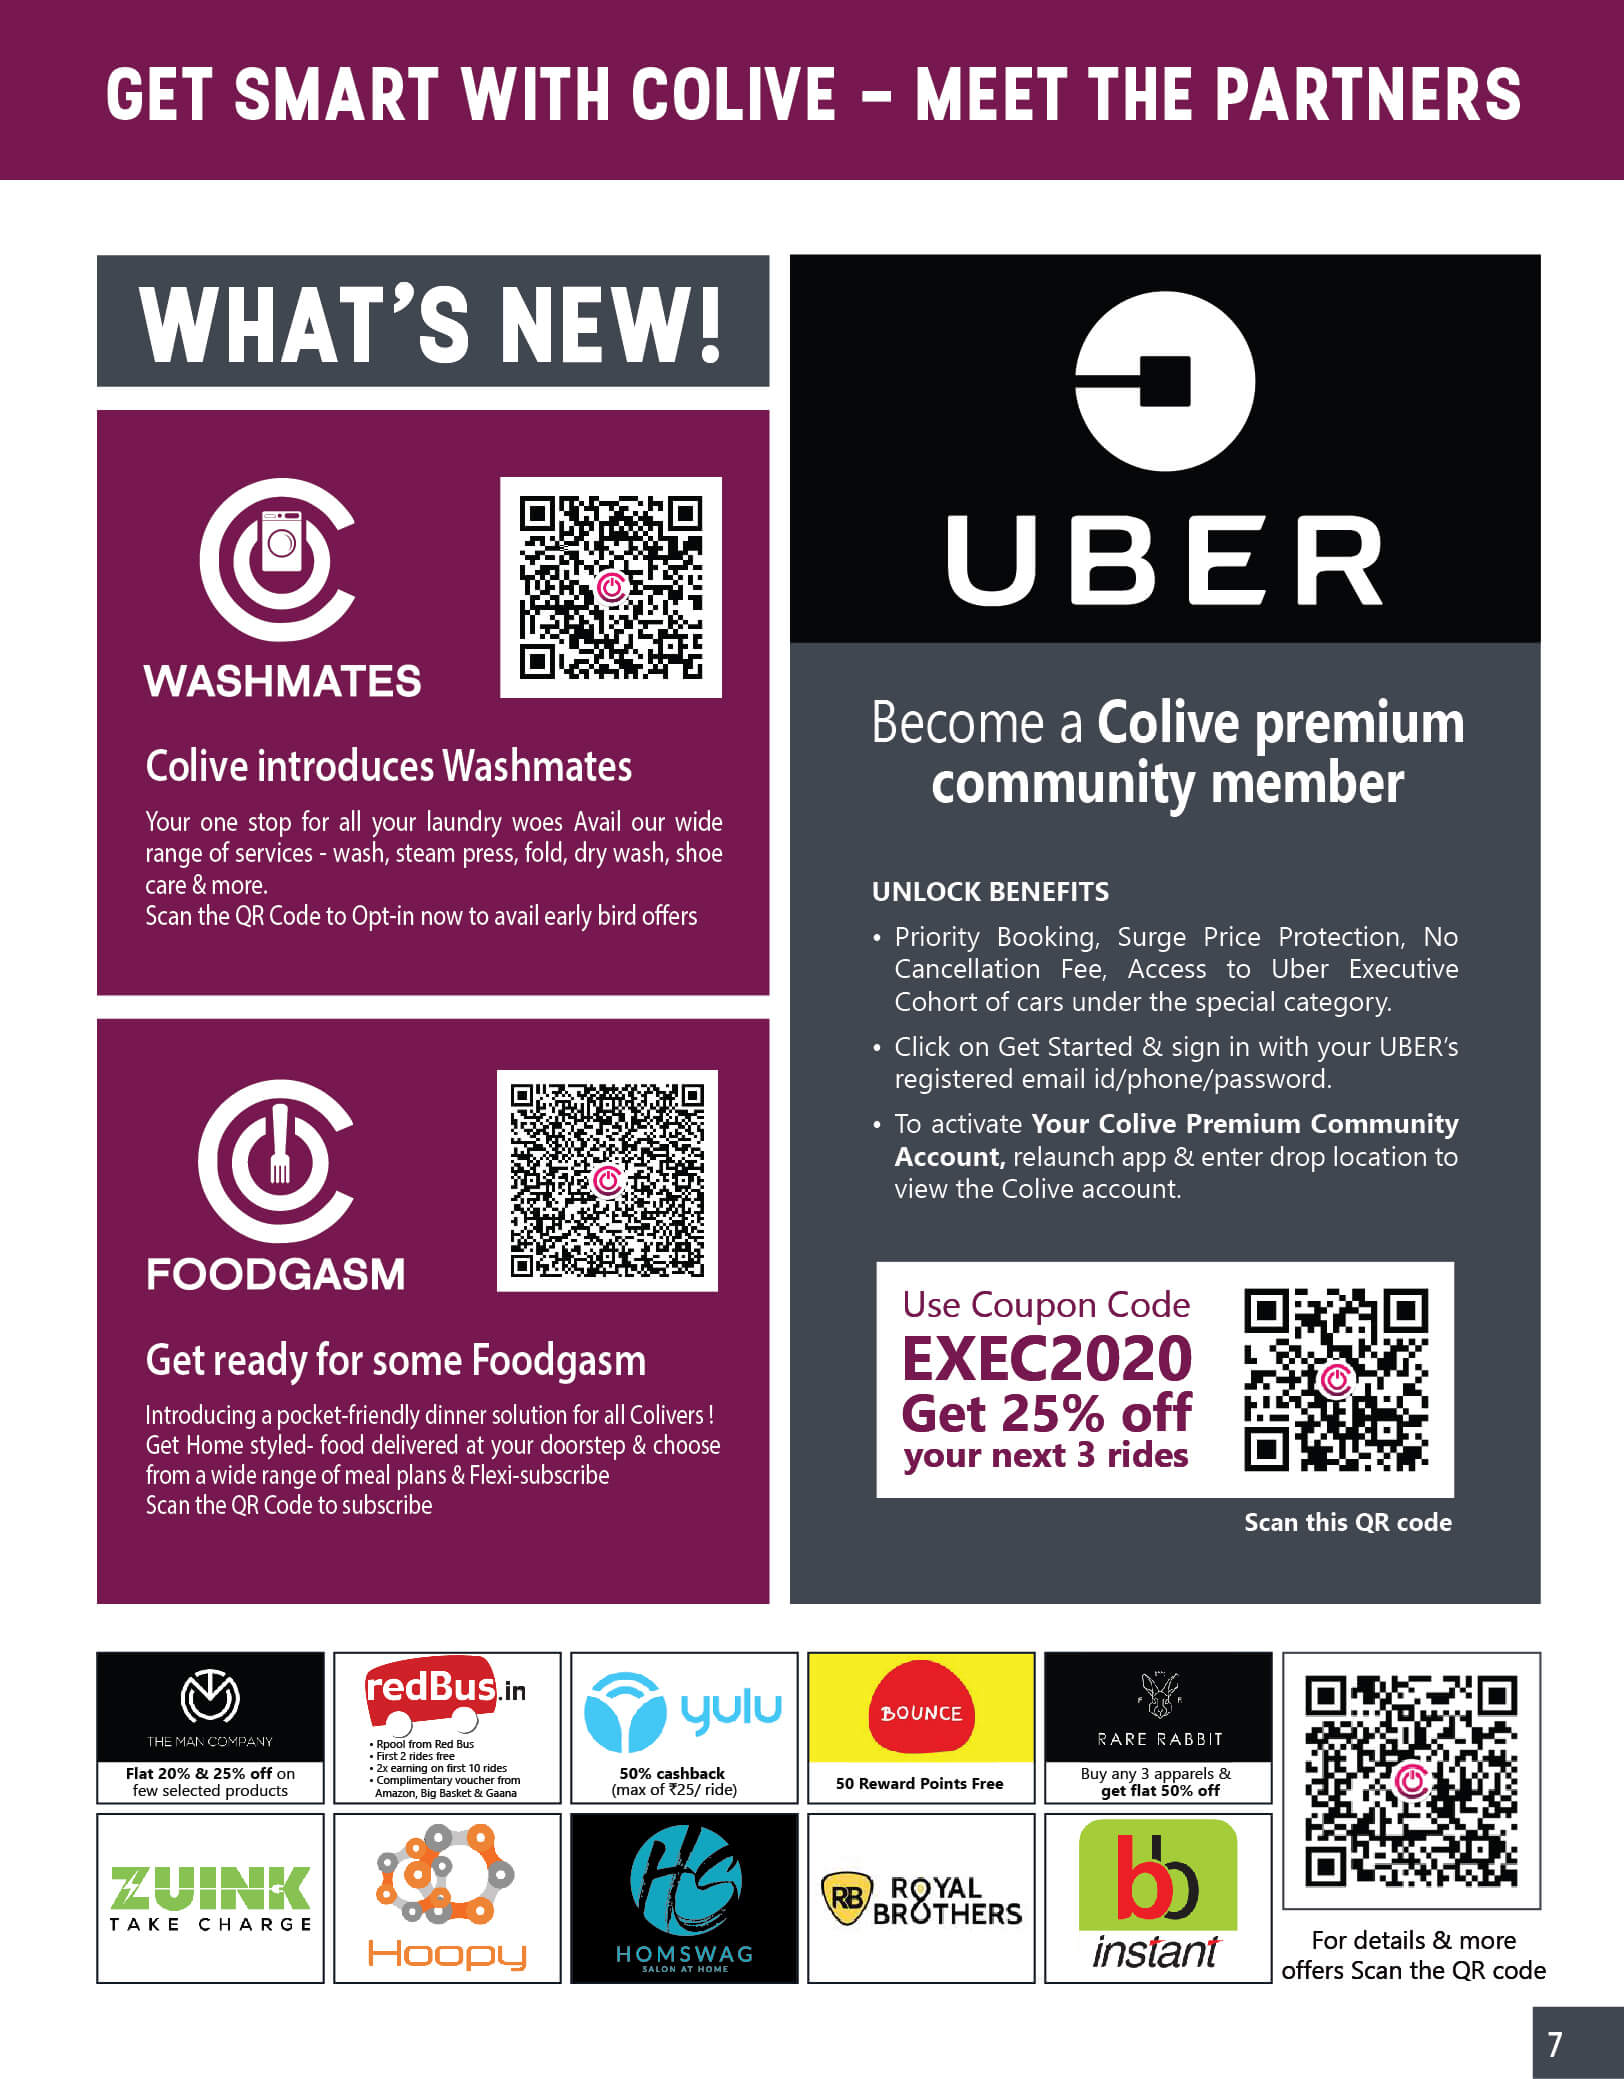 GET SMART WITH COLIVE – MEET THE PARTNERS
WHAT'S NEW!
WASHMATES
Colive introduces Washmates
Your one stop for all your laundry woes Avail our wide
range of services - wash, steam press, fold, dry wash, shoe
care & more.
Scan the QR Code to Opt-in now to avail early bird offers
FOODGASM
Get ready for some Foodgasm
Introducing a pocket-friendly dinner solution for all Colivers !
Get Home styled- food delivered at your doorstep & choose
from a wide range of meal plans & Flexi-subscribe
Scan the QR Code to subscribe
UBER
Become a Colive premium
community member
UNLOCK BENEFITS
• Priority Booking, Surge Price Protection, No
Cancellation Fee, Access to Uber Executive
Cohort of cars under the special category.
• Click on Get Started & sign in with your UBER's
registered email id/phone/password.
• To activate Your Colive Premium Community
Account, relaunch app & enter drop location to
view the Colive account.
Use Coupon Code
EXEC2020
Get 25% off
your next 3 rides
Scan this QR code
THE MAN COMPANY
Flat 20% & 25% off on
few selected products
redBus.in
• Rpool from Red Bus
• First 2 rides free
• 2x earning on first 10 rides
• Complimentary voucher from
Amazon, Big Basket & Gaana
yulu
50% cashback
(max of ₹25/ ride)
BOUNCE
50 Reward Points Free
R R
RARE RABBIT
Buy any 3 apparels &
get flat 50% off
ZUINK
TAKE CHARGE
Hoopy
HS
HOMSWAG
SALON AT HOME
RB
ROYAL
BROTHERS
bb
instant
For details & more
offers Scan the QR code
7